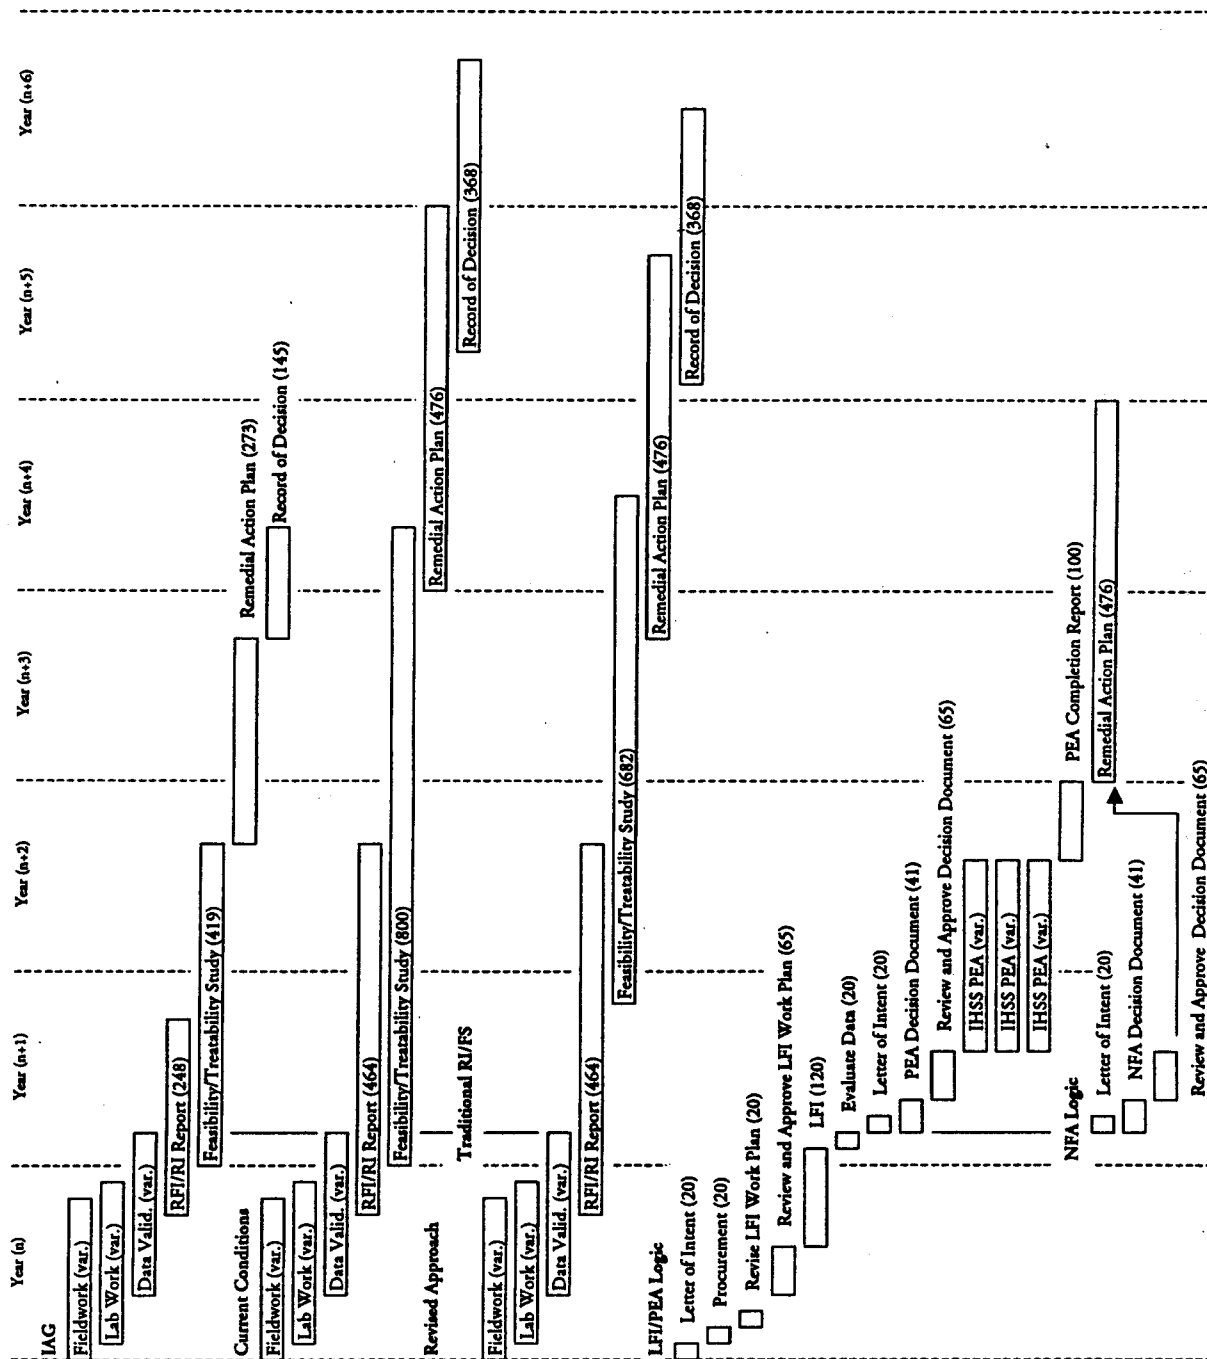 Year (n)
Year (n+1)
Year (n+2)
Year (n+3)
Year (n+4)
Year (n+5)
Year (n+6)
IAG
Fieldwork (var.)
Lab Work (var.)
Data Valid. (var.)
RFI/RI Report (248)
Feasibility/Treatability Study (419)
Remedial Action Plan (273)
Record of Decision (145)
Current Conditions
Fieldwork (var.)
Lab Work (var.)
Data Valid. (var.)
RFI/RI Report (464)
Feasibility/Treatability Study (800)
Remedial Action Plan (476)
Record of Decision (368)
Revised Approach
Traditional RI/FS
Fieldwork (var.)
Lab Work (var.)
Data Valid. (var.)
RFI/RI Report (464)
Feasibility/Treatability Study (682)
Remedial Action Plan (476)
Record of Decision (368)
LFI/PEA Logic
Letter of Intent (20)
Procurement (20)
Revise LFI Work Plan (20)
Review and Approve LFI Work Plan (65)
LFI (120)
Evaluate Data (20)
Letter of Intent (20)
PEA Decision Document (41)
Review and Approve Decision Document (65)
IHSS PEA (var.)
IHSS PEA (var.)
IHSS PEA (var.)
PEA Completion Report (100)
Remedial Action Plan (476)
NFA Logic
Letter of Intent (20)
NFA Decision Document (41)
Review and Approve Decision Document (65)